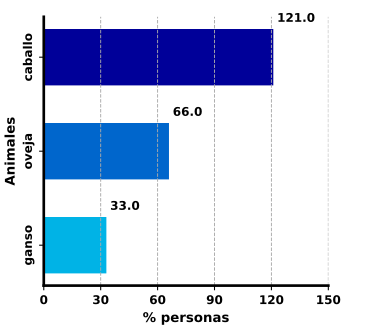 121.0
caballo
66.0
oveja
33.0
ganso
Animales
0 30 60 90 120 150
% personas